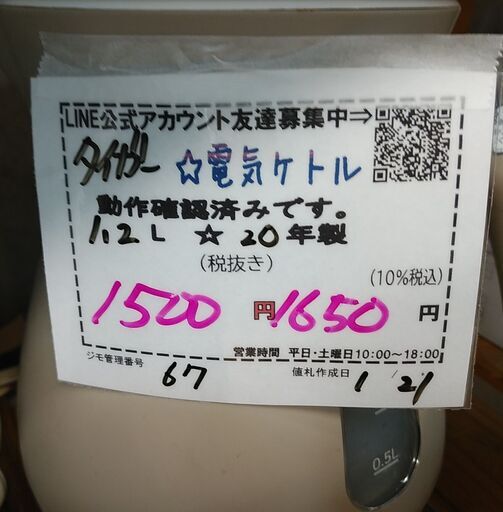 LINE公式アカウント友達募集中⇒
タイガー ☆電気ケトル
動作確認済みです。
1.2L ☆ 20年製
(税抜き) (10%税込)
1500 円 1650 円
営業時間 平日・土曜日10:00～18:00
ジモ管理番号 67 値札作成日 1/21
0.5L